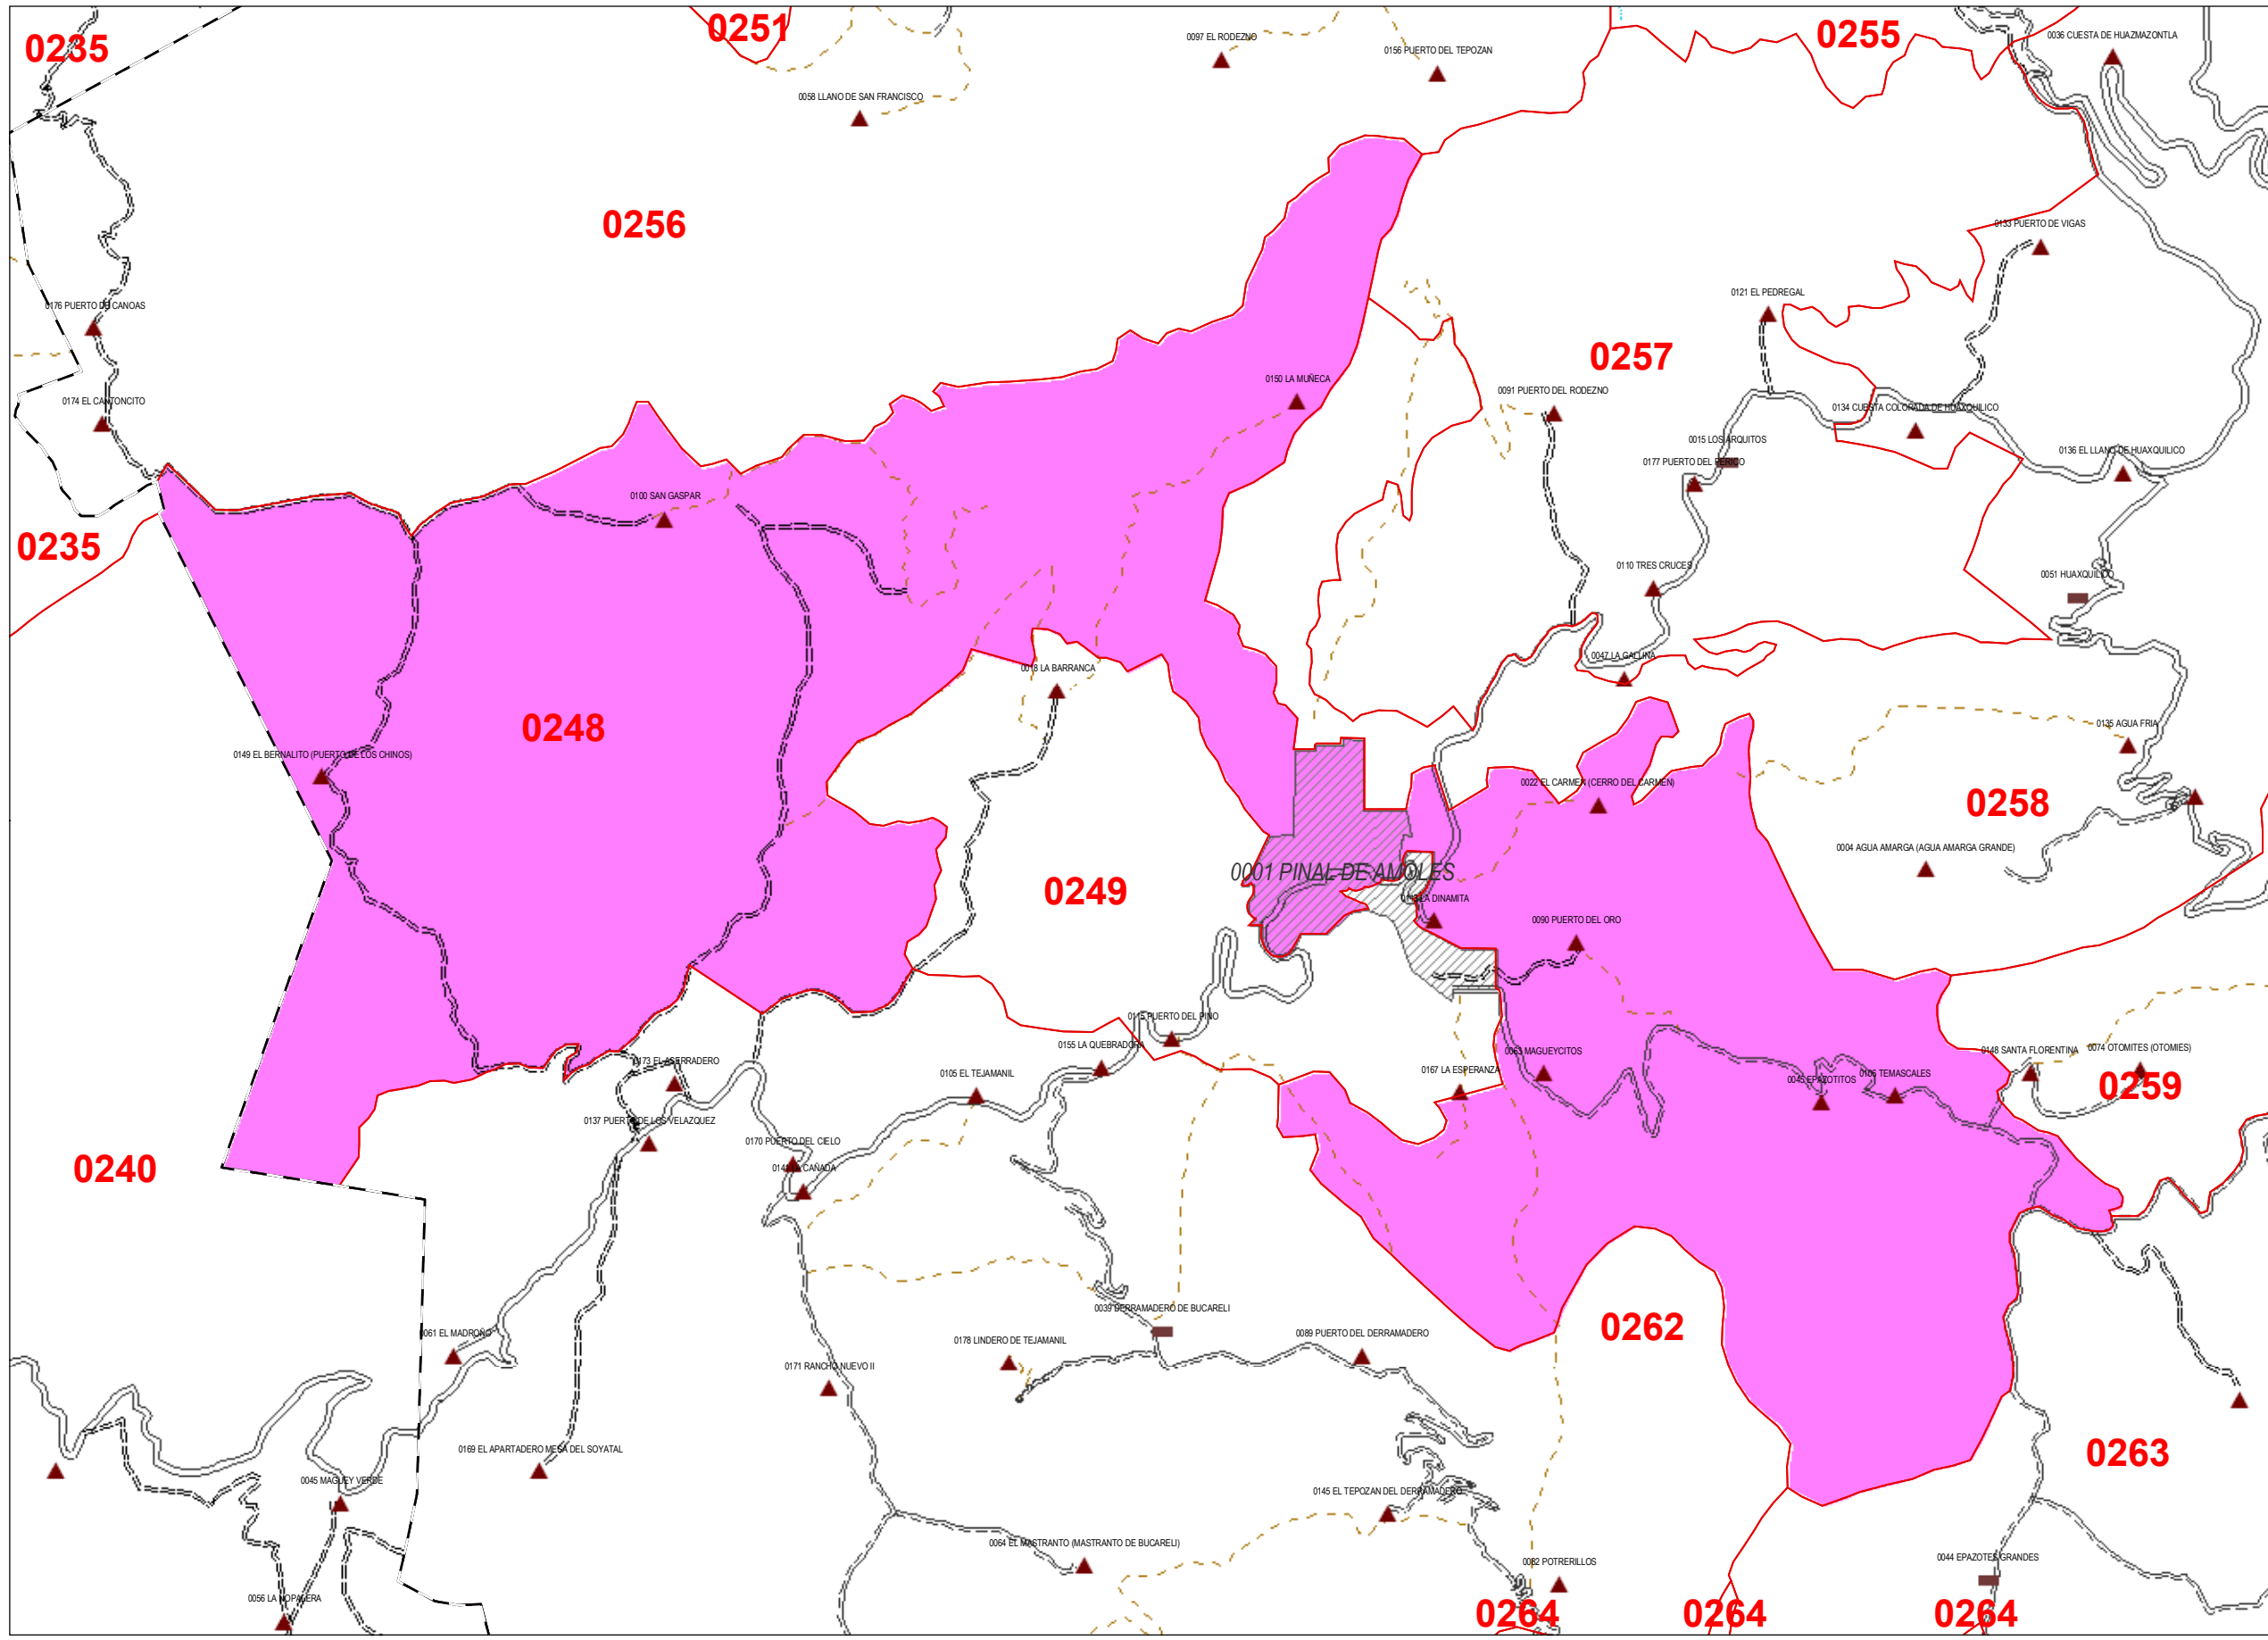 0251
0255
0235
0036 CUESTA DE HUAZMAZONTLA
0097 EL RODEZNO
0156 PUERTO DEL TEPOZAN
0058 LLANO DE SAN FRANCISCO
0256
0133 PUERTO DE VIGAS
0121 EL PEDREGAL
0176 PUERTO DE CANOAS
0257
0150 LA MUÑECA
0091 PUERTO DEL RODEZNO
0174 EL CANTONCITO
0134 CUESTA COLORADA DE HUAXQUILICO
0015 LOS ARQUITOS
0136 EL LLANO DE HUAXQUILICO
0177 PUERTO DEL PERICO
0100 SAN GASPAR
0235
0110 TRES CRUCES
0051 HUAXQUILICO
0047 LA GALLINA
0018 LA BARRANCA
0248
0135 AGUA FRIA
0149 EL BERNALITO (PUERTO DE LOS CHINOS)
0022 EL CARMEN (CERRO DEL CARMEN)
0258
0004 AGUA AMARGA (AGUA AMARGA GRANDE)
0001 PINAL DE AMOLES
0249
LA DINAMITA
0090 PUERTO DEL ORO
0115 PUERTO DEL PINO
0155 LA QUEBRADORA
0063 MAGUEYCITOS
0148 SANTA FLORENTINA
0074 OTOMITES (OTOMIES)
0173 EL ASERRADERO
0105 EL TEJAMANIL
0167 LA ESPERANZA
0045 EPAZOTITOS
0106 TEMASCALES
0259
0137 PUERTO DE LOS VELAZQUEZ
0170 PUERTO DEL CIELO
LA CAÑADA
0240
0039 DERRAMADERO DE BUCARELI
0262
0061 EL MADROÑO
0178 LINDERO DE TEJAMANIL
0089 PUERTO DEL DERRAMADERO
0171 RANCHO NUEVO II
0169 EL APARTADERO MESA DEL SOYATAL
0263
0045 MAGUEY VERDE
0145 EL TEPOZAN DEL DERRAMADERO
0064 EL MASTRANTO (MASTRANTO DE BUCARELI)
0082 POTRERILLOS
0044 EPAZOTES GRANDES
0056 LA NOPALERA
0264
0264
0264